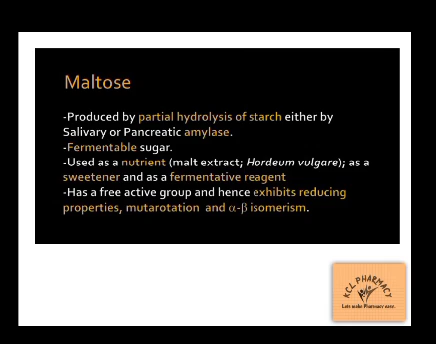 Maltose
-Produced by partial hydrolysis of starch either by
Salivary or Pancreatic amylase.
-Fermentable sugar.
-Used as a nutrient (malt extract; Hordeum vulgare); as a
sweetener and as a fermentative reagent
-Has a free active group and hence exhibits reducing
properties, mutarotation and α-β isomerism.
KCL PHARMACY
Lets make Pharmacy easy.